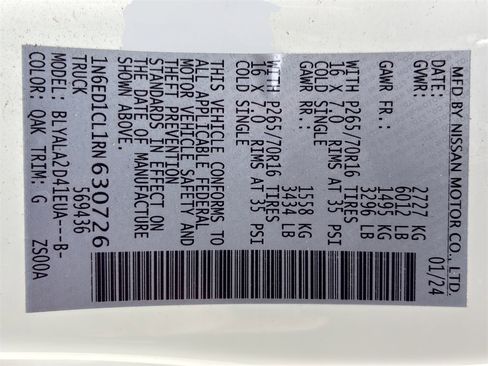 MFD BY NISSAN MOTOR CO., LTD.
DATE: 01/24
GVWR: 2727 KG
6012 LB
GAWR FR.: 1495 KG
3296 LB
WITH P265/70R16 TIRES
16 X 7.0 RIMS AT 35 PSI
COLD SINGLE
GAWR RR.: 1558 KG
3434 LB
WITH P265/70R16 TIRES
16 X 7.0 RIMS AT 35 PSI
COLD SINGLE
THIS VEHICLE CONFORMS TO
ALL APPLICABLE FEDERAL
MOTOR VEHICLE SAFETY AND
THEFT PREVENTION
STANDARDS IN EFFECT ON
THE DATE OF MANUFACTURE
SHOWN ABOVE.
1N6ED1CL1RN630726
TRUCK 569436
MODEL: BLYALA2D41EUA---B-
COLOR: QAK TRIM: G ZS00A